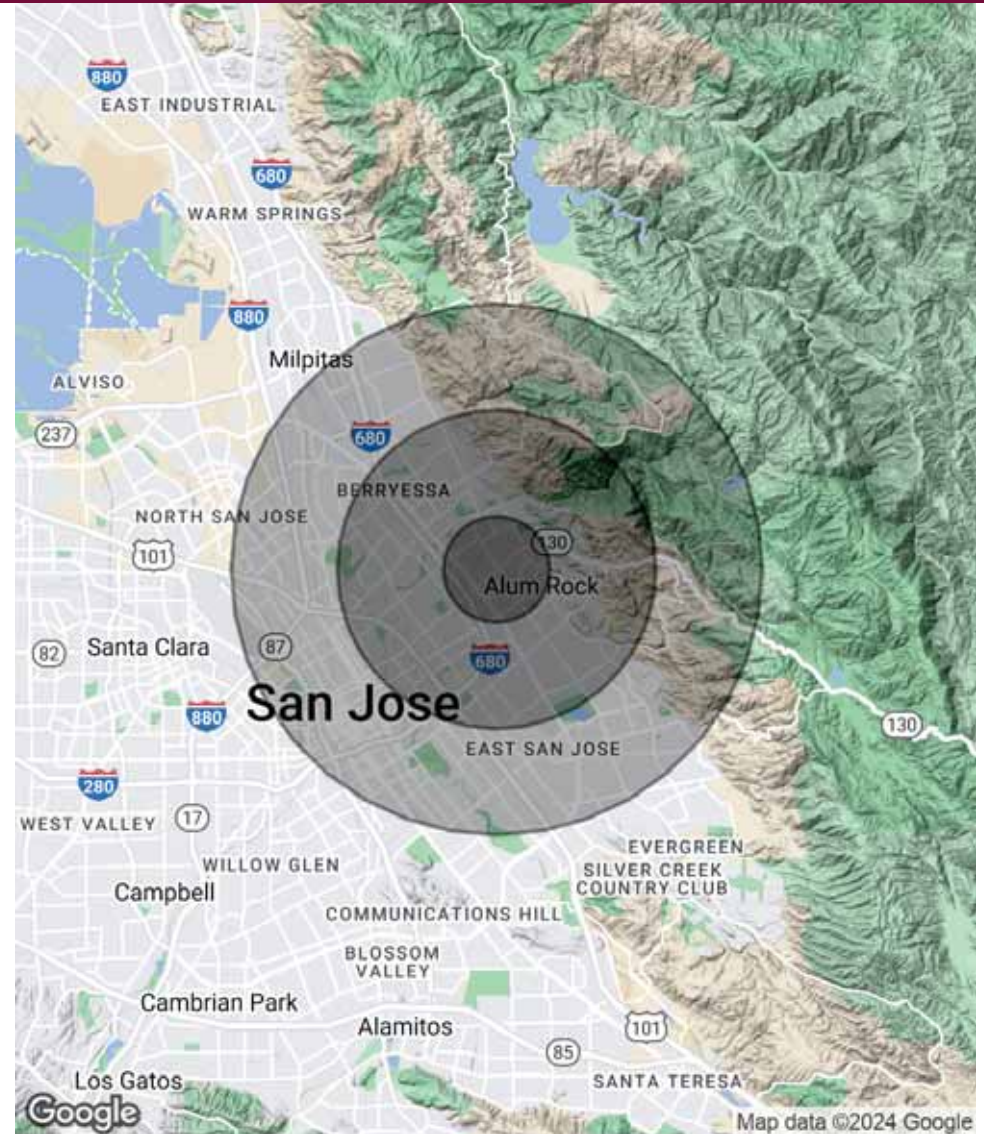 880
EAST INDUSTRIAL
680
WARM SPRINGS
880
Milpitas
ALVISO
237
680
BERRYESSA
NORTH SAN JOSE
101
130
Alum Rock
82
Santa Clara
87
680
San Jose
880
130
EAST SAN JOSE
280
WEST VALLEY
17
EVERGREEN
WILLOW GLEN
SILVER CREEK
COUNTRY CLUB
Campbell
COMMUNICATIONS HILL
BLOSSOM
VALLEY
Cambrian Park
Alamitos
101
85
Los Gatos
SANTA TERESA
Google
Map data ©2024 Google